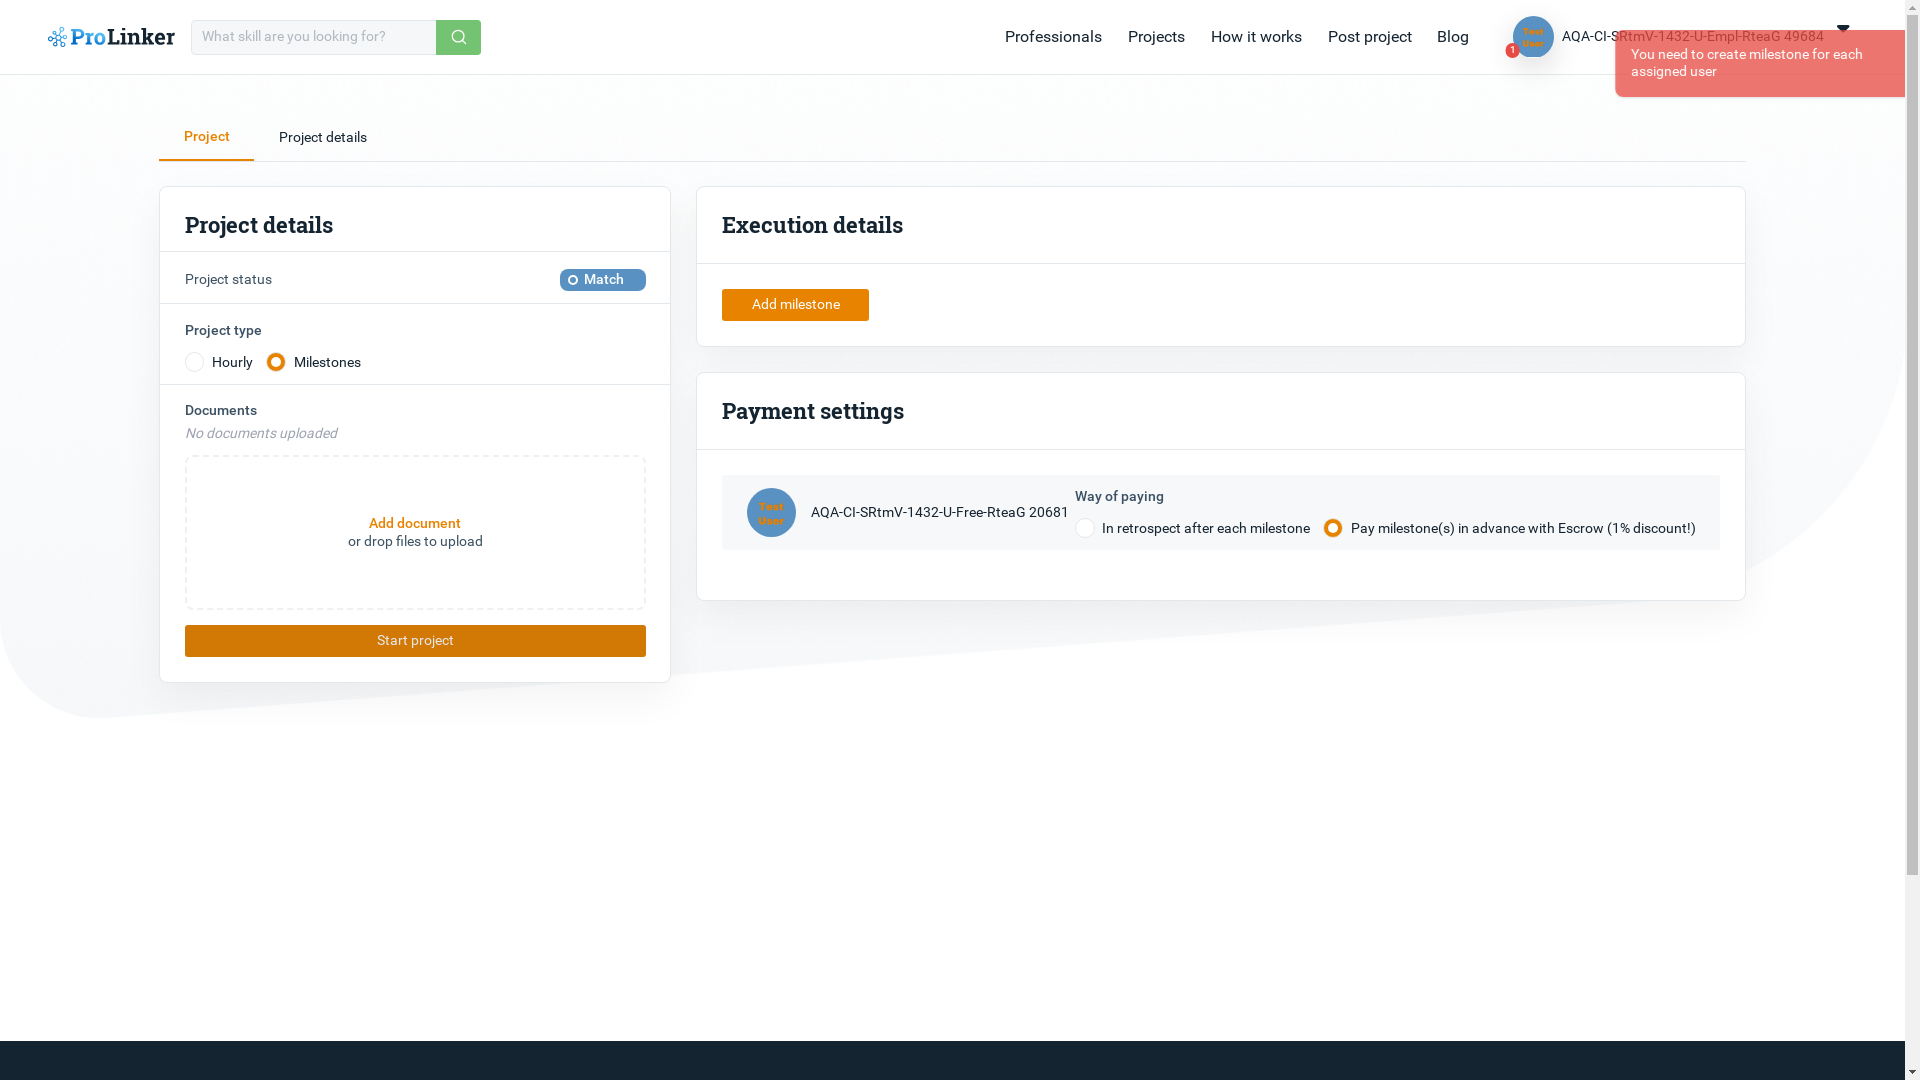 ProLinker
What skill are you looking for?
Professionals
Projects
How it works
Post project
Blog
Test
User
1
AQA-CI-SRtmV-1432-U-Empl-RteaG 49684
You need to create milestone for each
assigned user
Project
Project details
Project details
Project status
Match
Project type
Hourly
Milestones
Documents
No documents uploaded
Add document
or drop files to upload
Start project
Execution details
Add milestone
Payment settings
Test
User
AQA-CI-SRtmV-1432-U-Free-RteaG 20681
Way of paying
In retrospect after each milestone
Pay milestone(s) in advance with Escrow (1% discount!)